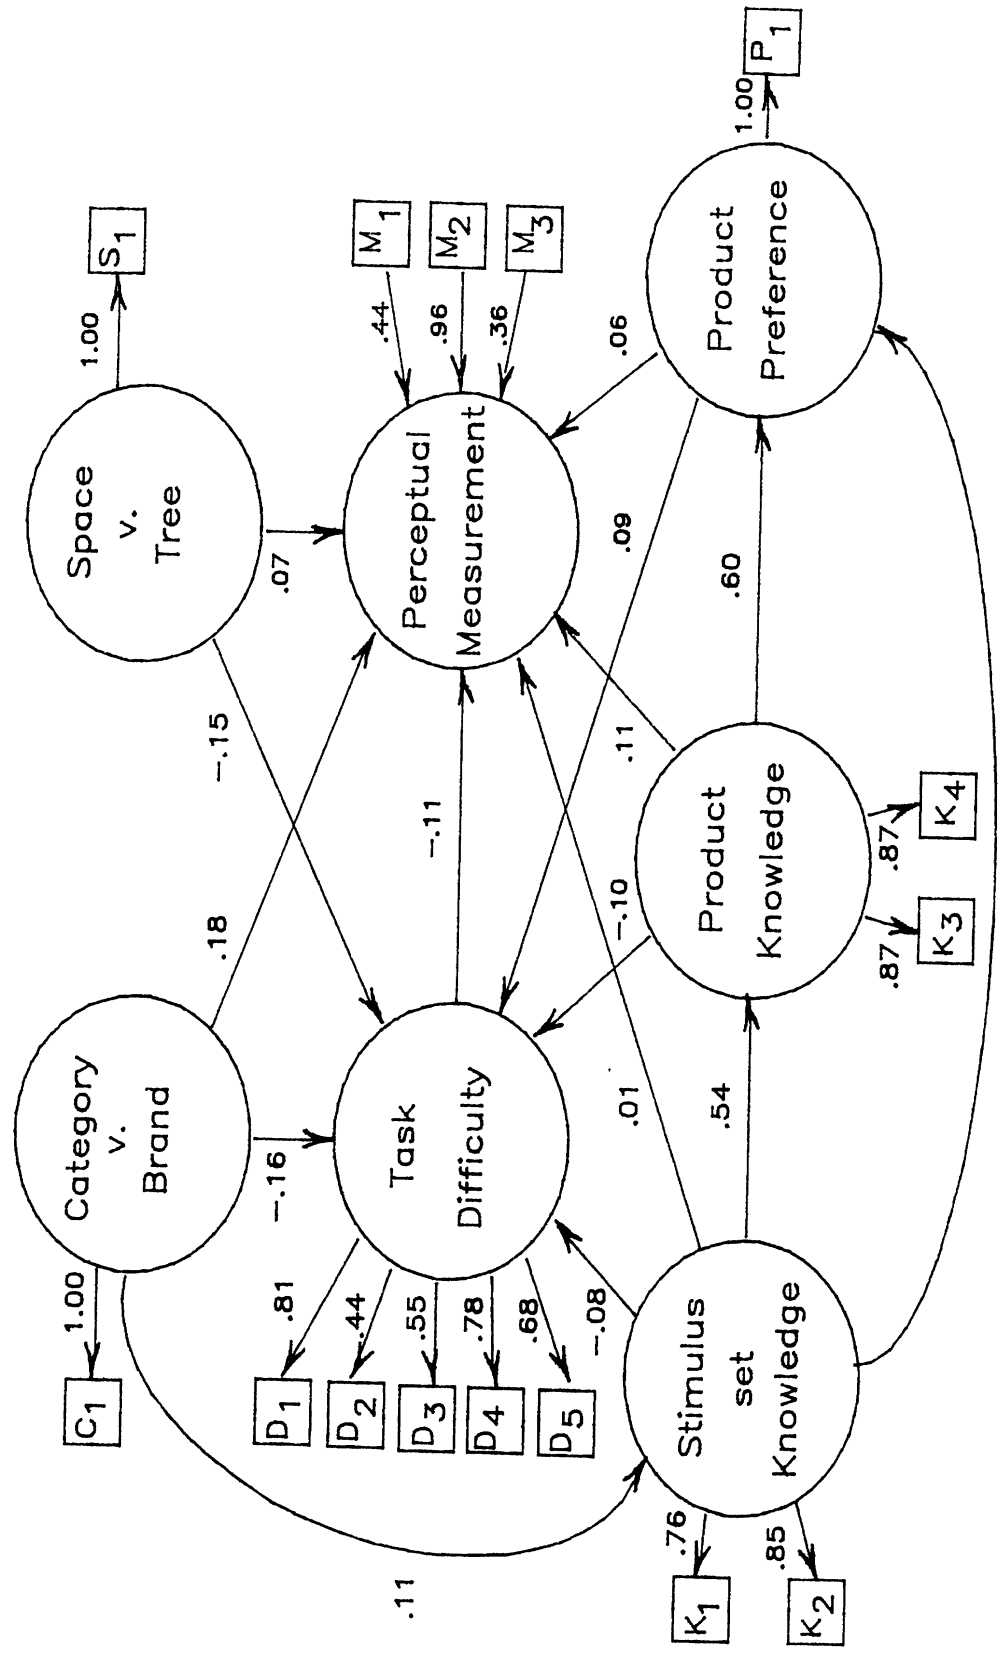 C1
1.00
Category
v.
Brand
Space
v.
Tree
1.00
S1
.11
-.16
.18
-.15
.07
D1
.81
D2
.44
D3
.55
D4
.78
D5
.68
Task
Difficulty
-.11
Perceptual
Measurement
.44
M1
.96
M2
.36
M3
-.08
.01
-.10
.11
.09
.06
K1
.76
K2
.85
Stimulus
set
Knowledge
.54
Product
Knowledge
.87
K3
.87
K4
.60
Product
Preference
1.00
P1